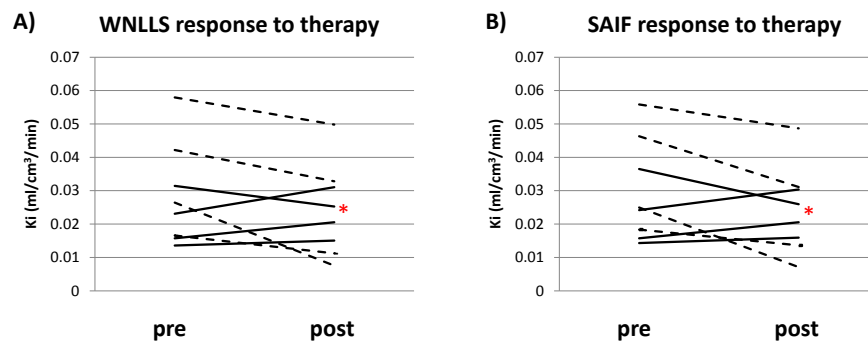 A)
WNLLS response to therapy
Ki (ml/cm³/min)
0.07
0.06
0.05
0.04
0.03
0.02
0.01
0
*
pre
post
B)
SAIF response to therapy
Ki (ml/cm³/min)
0.07
0.06
0.05
0.04
0.03
0.02
0.01
0
*
pre
post